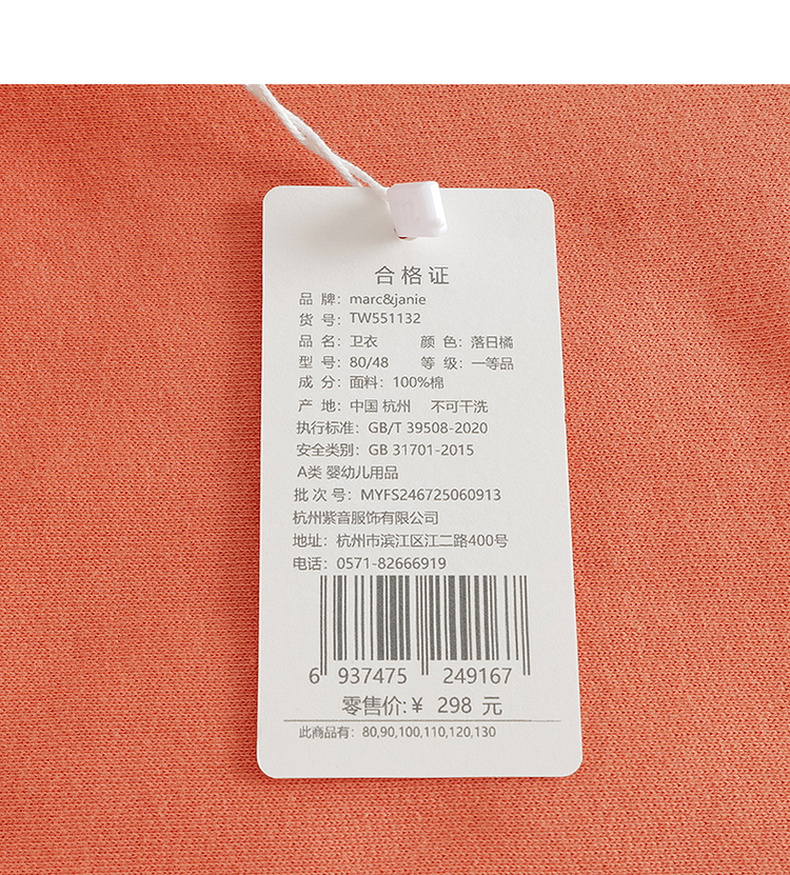 合格证
品 牌：marc&janie
货 号：TW551132
品 名：卫衣 颜 色：落日橘
型 号：80/48 等 级：一等品
成 分：面料：100%棉
产 地：中国 杭州 不可干洗
执行标准：GB/T 39508-2020
安全类别：GB 31701-2015
A类 婴幼儿用品
批 次 号：MYFS246725060913
杭州紫音服饰有限公司
地址：杭州市滨江区江二路400号
电话：0571-82666919
6 937475 249167
零售价:¥ 298 元
此商品有：80,90,100,110,120,130